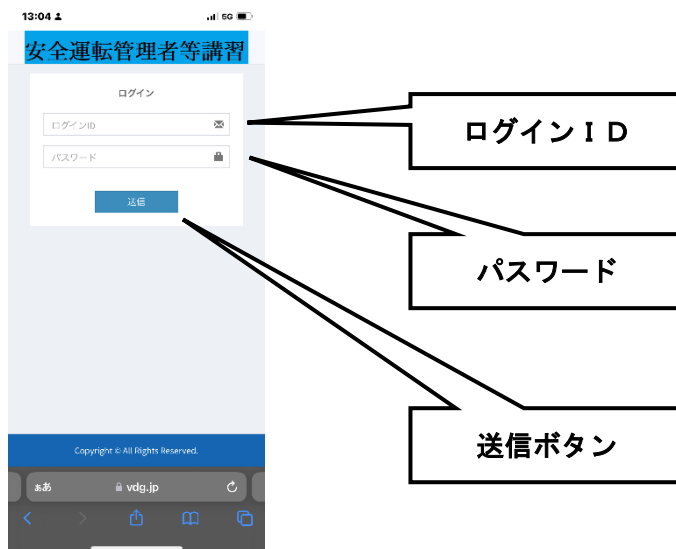 13:04
5G
安全運転管理者等講習
ログイン
ログインID
パスワード
送信
Copyright © All Rights Reserved.
ぁあ
vdg.jp
ログインＩＤ
パスワード
送信ボタン